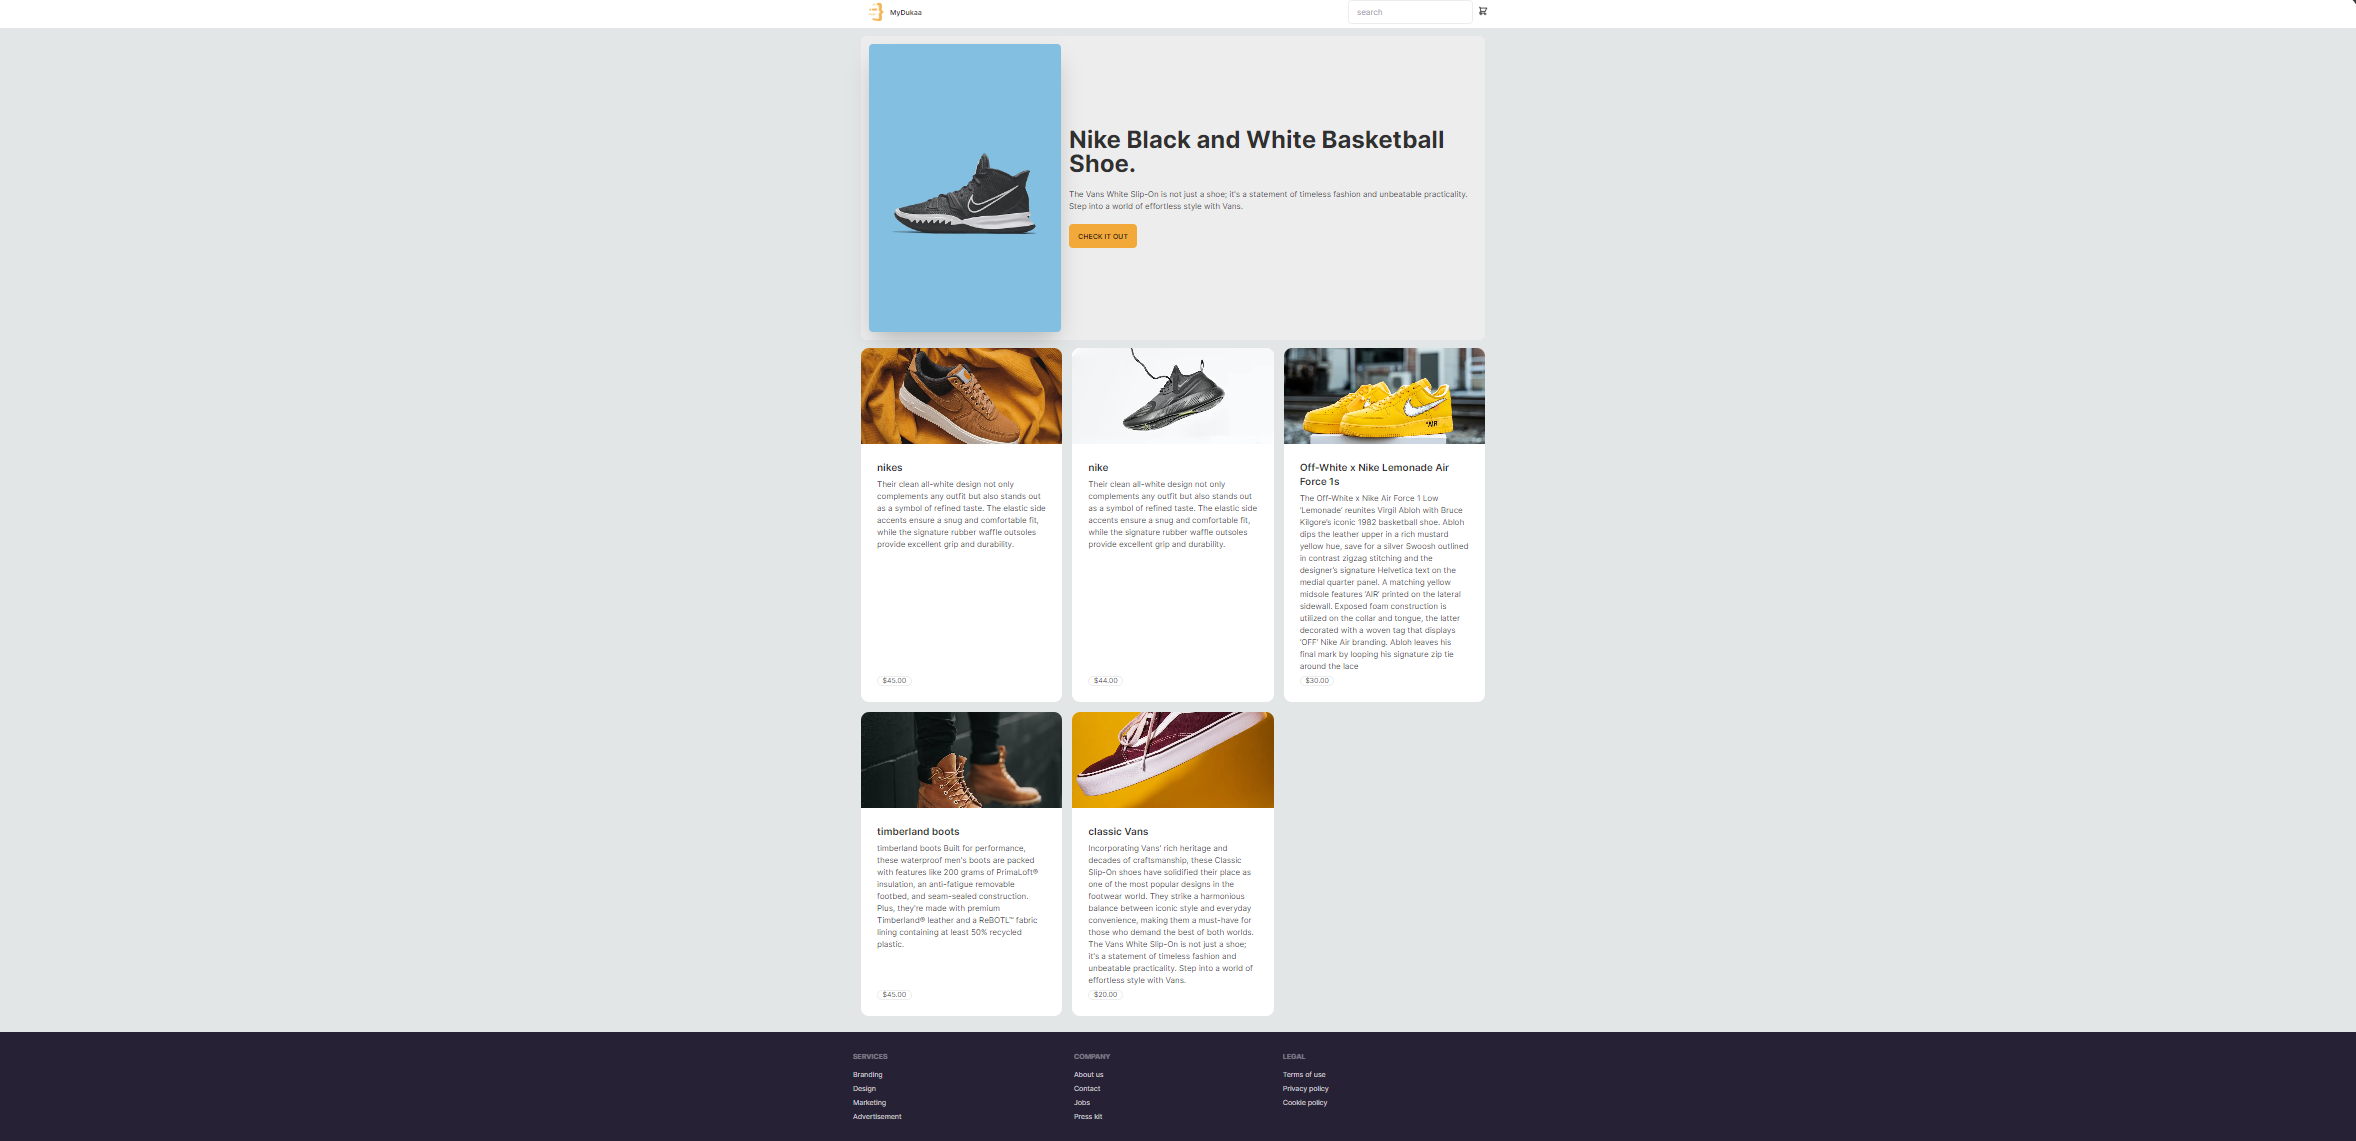 MyDukaa
search
Nike Black and White Basketball
Shoe.
The Vans White Slip-On is not just a shoe; it's a statement of timeless fashion and unbeatable practicality.
Step into a world of effortless style with Vans.
CHECK IT OUT
nikes
Their clean all-white design not only
complements any outfit but also stands out
as a symbol of refined taste. The elastic side
accents ensure a snug and comfortable fit,
while the signature rubber waffle outsoles
provide excellent grip and durability.
$45.00
nike
Their clean all-white design not only
complements any outfit but also stands out
as a symbol of refined taste. The elastic side
accents ensure a snug and comfortable fit,
while the signature rubber waffle outsoles
provide excellent grip and durability.
$44.00
"AIR
Off-White x Nike Lemonade Air
Force 1s
The Off-White x Nike Air Force 1 Low
'Lemonade' reunites Virgil Abloh with Bruce
Kilgore's iconic 1982 basketball shoe. Abloh
dips the leather upper in a rich mustard
yellow hue, save for a silver Swoosh outlined
in contrast zigzag stitching and the
designer's signature Helvetica text on the
medial quarter panel. A matching yellow
midsole features 'AIR' printed on the lateral
sidewall. Exposed foam construction is
utilized on the collar and tongue, the latter
decorated with a woven tag that displays
'OFF' Nike Air branding. Abloh leaves his
final mark by looping his signature zip tie
around the lace
$30.00
timberland boots
timberland boots Built for performance,
these waterproof men's boots are packed
with features like 200 grams of PrimaLoft®
insulation, an anti-fatigue removable
footbed, and seam-sealed construction.
Plus, they're made with premium
Timberland® leather and a ReBOTL™ fabric
lining containing at least 50% recycled
plastic.
$45.00
classic Vans
Incorporating Vans' rich heritage and
decades of craftsmanship, these Classic
Slip-On shoes have solidified their place as
one of the most popular designs in the
footwear world. They strike a harmonious
balance between iconic style and everyday
convenience, making them a must-have for
those who demand the best of both worlds.
The Vans White Slip-On is not just a shoe;
it's a statement of timeless fashion and
unbeatable practicality. Step into a world of
effortless style with Vans.
$20.00
SERVICES
Branding
Design
Marketing
Advertisement
COMPANY
About us
Contact
Jobs
Press kit
LEGAL
Terms of use
Privacy policy
Cookie policy